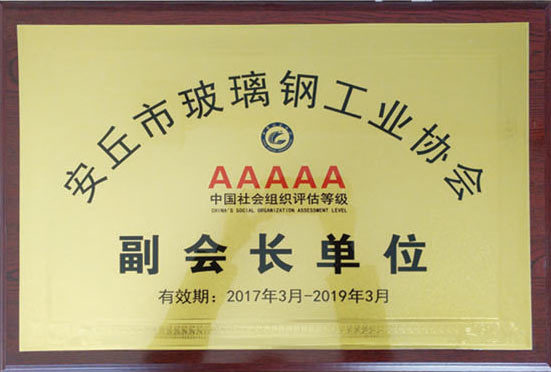 安丘市玻璃钢工业协会
AAAAA
中国社会组织评估等级
CHINA'S SOCIAL ORGANIZATION ASSESSMENT LEVEL
副会长单位
有效期：2017年3月-2019年3月